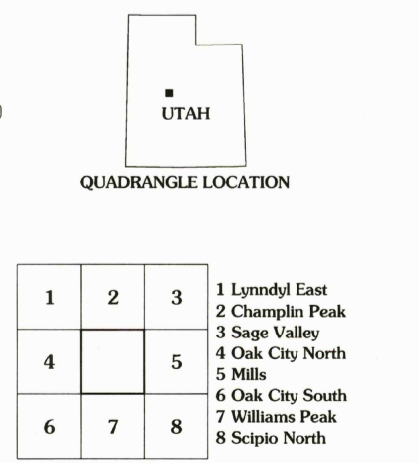 UTAH
QUADRANGLE LOCATION
1 2 3
4 5
6 7 8
1 Lynndyl East
2 Champlin Peak
3 Sage Valley
4 Oak City North
5 Mills
6 Oak City South
7 Williams Peak
8 Scipio North